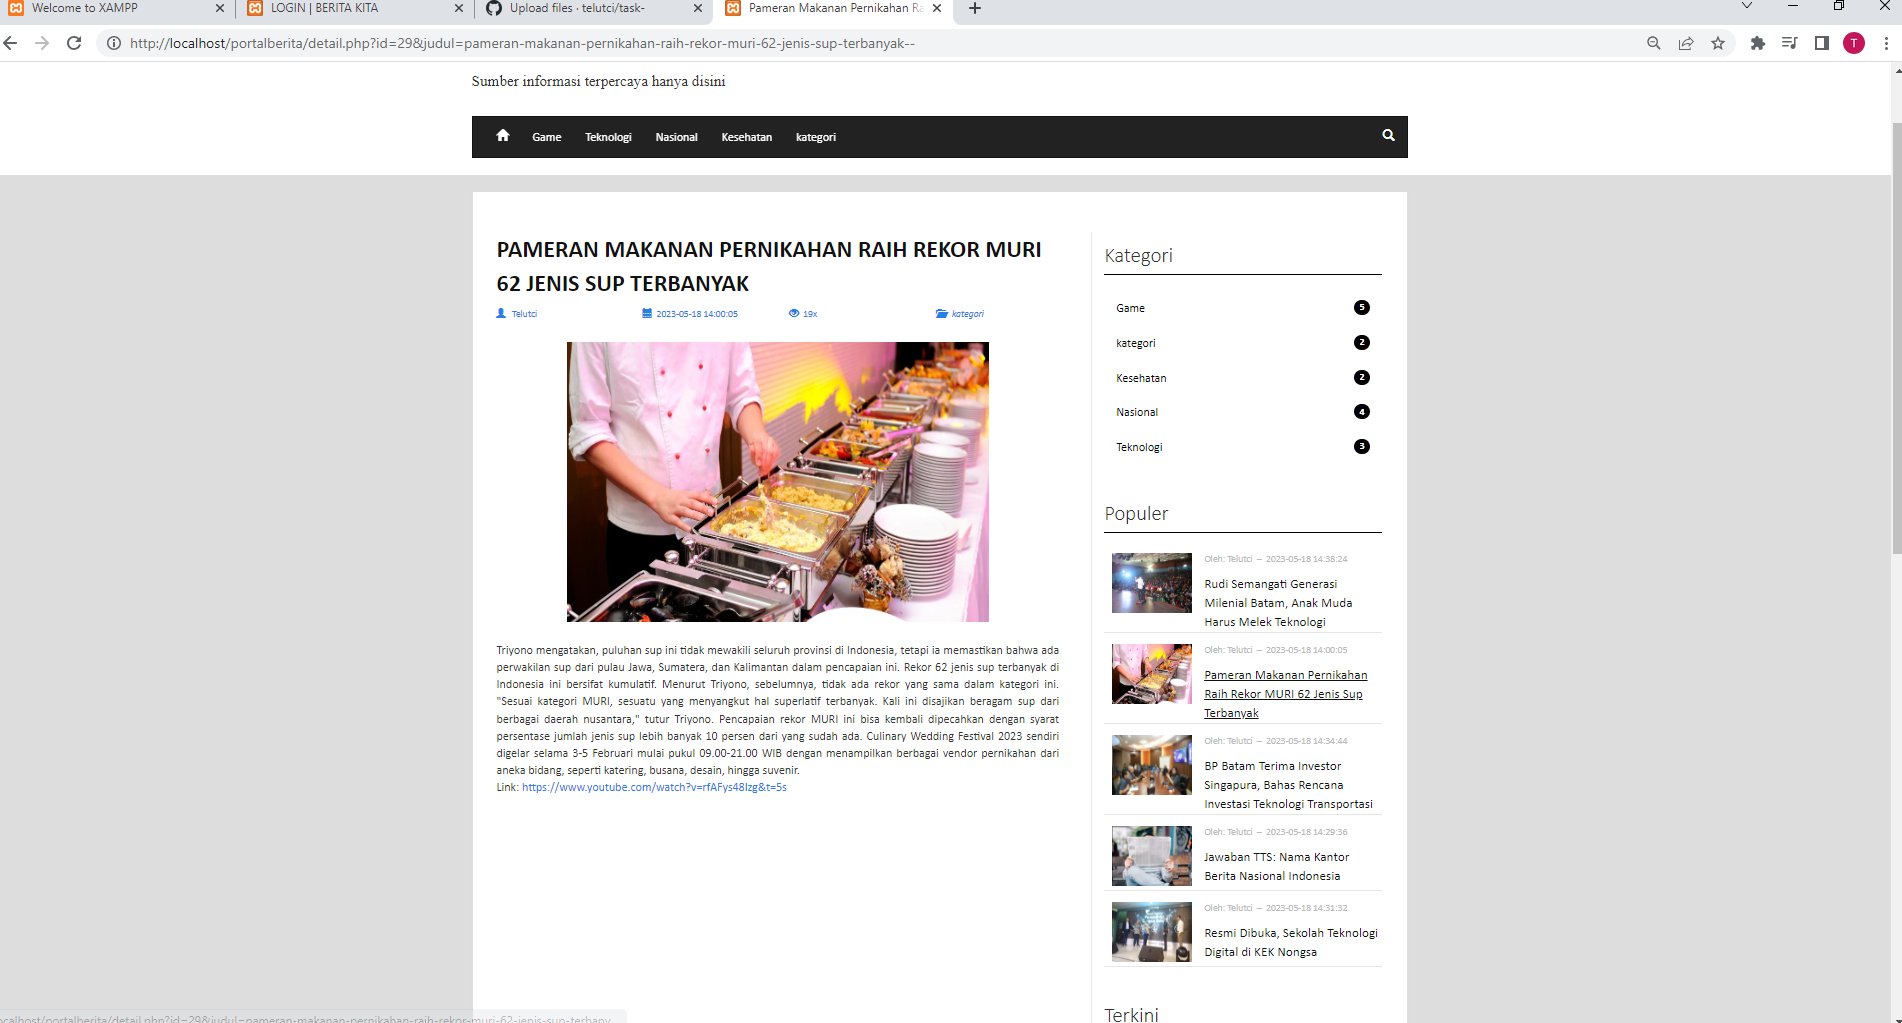 Welcome to XAMPP
LOGIN | BERITA KITA
Upload files · telutci/task-
Pameran Makanan Pernikahan Ra
http://localhost/portalberita/detail.php?id=29&judul=pameran-makanan-pernikahan-raih-rekor-muri-62-jenis-sup-terbanyak--
T
Sumber informasi terpercaya hanya disini
Game Teknologi Nasional Kesehatan kategori
PAMERAN MAKANAN PERNIKAHAN RAIH REKOR MURI
62 JENIS SUP TERBANYAK
Telutci 2023-05-18 14:00:05 19x kategori
Triyono mengatakan, puluhan sup ini tidak mewakili seluruh provinsi di Indonesia, tetapi ia memastikan bahwa ada
perwakilan sup dari pulau Jawa, Sumatera, dan Kalimantan dalam pencapaian ini. Rekor 62 jenis sup terbanyak di
Indonesia ini bersifat kumulatif. Menurut Triyono, sebelumnya, tidak ada rekor yang sama dalam kategori ini.
"Sesuai kategori MURI, sesuatu yang menyangkut hal superlatif terbanyak. Kali ini disajikan beragam sup dari
berbagai daerah nusantara," tutur Triyono. Pencapaian rekor MURI ini bisa kembali dipecahkan dengan syarat
persentase jumlah jenis sup lebih banyak 10 persen dari yang sudah ada. Culinary Wedding Festival 2023 sendiri
digelar selama 3-5 Februari mulai pukul 09.00-21.00 WIB dengan menampilkan berbagai vendor pernikahan dari
aneka bidang, seperti katering, busana, desain, hingga suvenir.
Link: https://www.youtube.com/watch?v=rfAFys48Izg&t=5s
Kategori
Game 5
kategori 2
Kesehatan 2
Nasional 4
Teknologi 3
Populer
Oleh: Telutci – 2023-05-18 14:38:24
Rudi Semangati Generasi
Milenial Batam, Anak Muda
Harus Melek Teknologi
Oleh: Telutci – 2023-05-18 14:00:05
Pameran Makanan Pernikahan
Raih Rekor MURI 62 Jenis Sup
Terbanyak
Oleh: Telutci – 2023-05-18 14:34:44
BP Batam Terima Investor
Singapura, Bahas Rencana
Investasi Teknologi Transportasi
Oleh: Telutci – 2023-05-18 14:29:36
Jawaban TTS: Nama Kantor
Berita Nasional Indonesia
Oleh: Telutci – 2023-05-18 14:31:32
Resmi Dibuka, Sekolah Teknologi
Digital di KEK Nongsa
Terkini
ocalhost/portalberita/detail.php?id=29&judul=pameran-makanan-pernikahan-raih-rekor-muri-62-jenis-sup-terbany